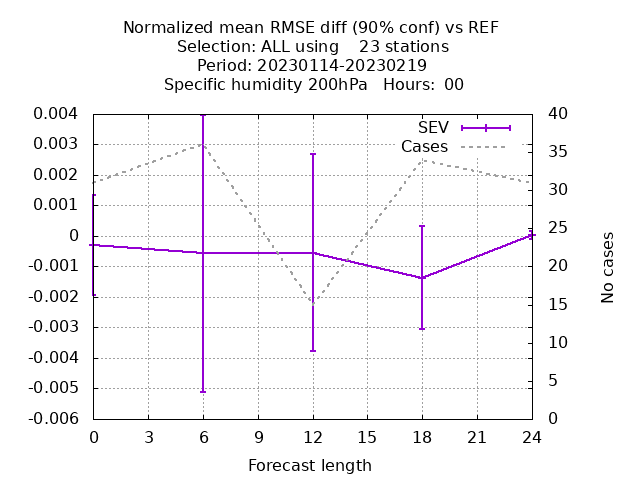 Normalized mean RMSE diff (90% conf) vs REF
Selection: ALL using    23 stations
Period: 20230114-20230219
Specific humidity 200hPa   Hours:  00
0.004
0.003
0.002
0.001
0
-0.001
-0.002
-0.003
-0.004
-0.005
-0.006
SEV
Cases
40
35
30
25
20
15
10
5
0
No cases
0 3 6 9 12 15 18 21 24
Forecast length